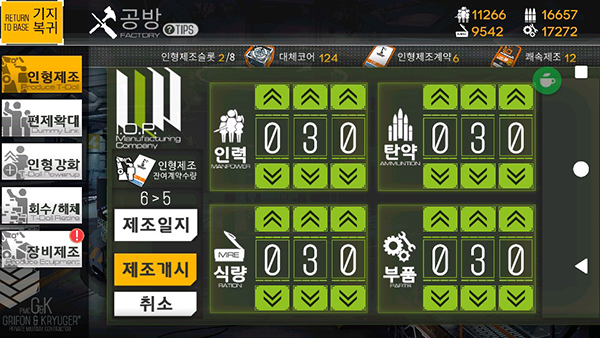 RETURN
TO BASE
기지
복귀
공방
FACTORY
?TIPS
11266
16657
9542
17272
인형제조슬롯 2/8
대체코어 124
인형제조계약 6
쾌속제조 12
인형제조
Produce T-Doll
편제확대
Dummy Link
인형강화
T-Doll Powerup
회수/해체
T-Doll Retire
장비제조
Produce Equipment
!
I.O.P.
Manufacturing
Company
인형제조
잔여계약수량
6>5
제조일지
제조개시
취소
인력
MANPOWER
0 3 0
탄약
AMMUNTION
0 3 0
MRE
식량
RATION
0 3 0
부품
PARTS
0 3 0
PMC G&K
GRIFON & KRYUGER
PRIVATE MILITARY CONTRACTOR